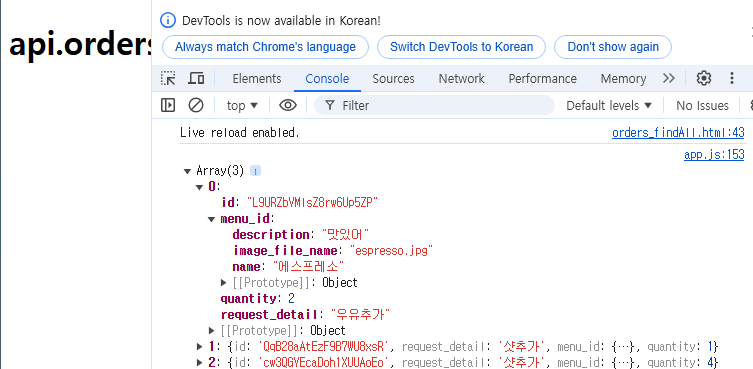 api.orders
DevTools is now available in Korean!
Always match Chrome's language Switch DevTools to Korean Don't show again
Elements Console Sources Network Performance Memory
top Filter Default levels No Issues
Live reload enabled. orders_findAll.html:43
app.js:153
Array(3)
0:
id: "L9URZbVMlsZ8rw6Up5ZP"
menu_id:
description: "맛있어"
image_file_name: "espresso.jpg"
name: "에스프레소"
[[Prototype]]: Object
quantity: 2
request_detail: "우유추가"
[[Prototype]]: Object
1: {id: 'QqB28aAtEzF9B7WU8xsR', request_detail: '샷추가', menu_id: {…}, quantity: 1}
2: {id: 'cw3QGYEcaDoh1XUUAoEo', request_detail: '샷추가', menu_id: {…}, quantity: 4}